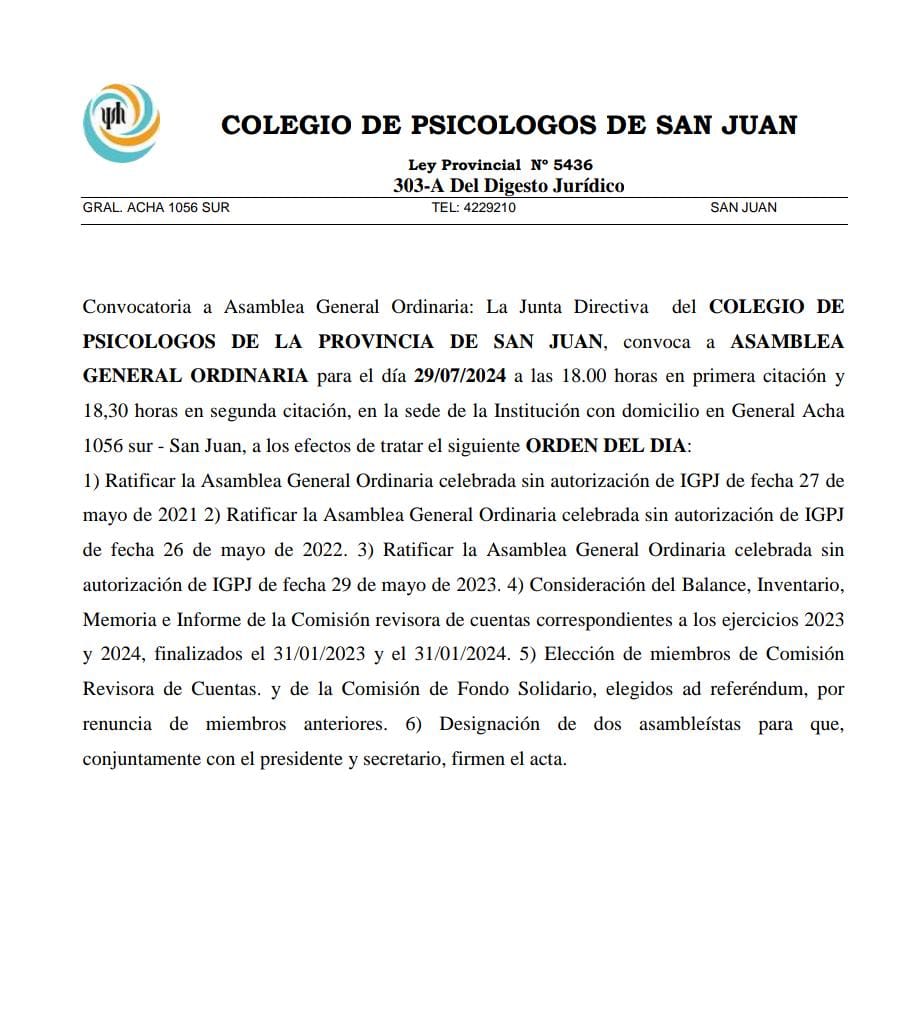 ψh
COLEGIO DE PSICOLOGOS DE SAN JUAN
Ley Provincial Nº 5436
303-A Del Digesto Jurídico
GRAL. ACHA 1056 SUR TEL: 4229210 SAN JUAN
Convocatoria a Asamblea General Ordinaria: La Junta Directiva del COLEGIO DE
PSICOLOGOS DE LA PROVINCIA DE SAN JUAN, convoca a ASAMBLEA
GENERAL ORDINARIA para el día 29/07/2024 a las 18.00 horas en primera citación y
18,30 horas en segunda citación, en la sede de la Institución con domicilio en General Acha
1056 sur - San Juan, a los efectos de tratar el siguiente ORDEN DEL DIA:
1) Ratificar la Asamblea General Ordinaria celebrada sin autorización de IGPJ de fecha 27 de
mayo de 2021 2) Ratificar la Asamblea General Ordinaria celebrada sin autorización de IGPJ
de fecha 26 de mayo de 2022. 3) Ratificar la Asamblea General Ordinaria celebrada sin
autorización de IGPJ de fecha 29 de mayo de 2023. 4) Consideración del Balance, Inventario,
Memoria e Informe de la Comisión revisora de cuentas correspondientes a los ejercicios 2023
y 2024, finalizados el 31/01/2023 y el 31/01/2024. 5) Elección de miembros de Comisión
Revisora de Cuentas. y de la Comisión de Fondo Solidario, elegidos ad referéndum, por
renuncia de miembros anteriores. 6) Designación de dos asambleístas para que,
conjuntamente con el presidente y secretario, firmen el acta.